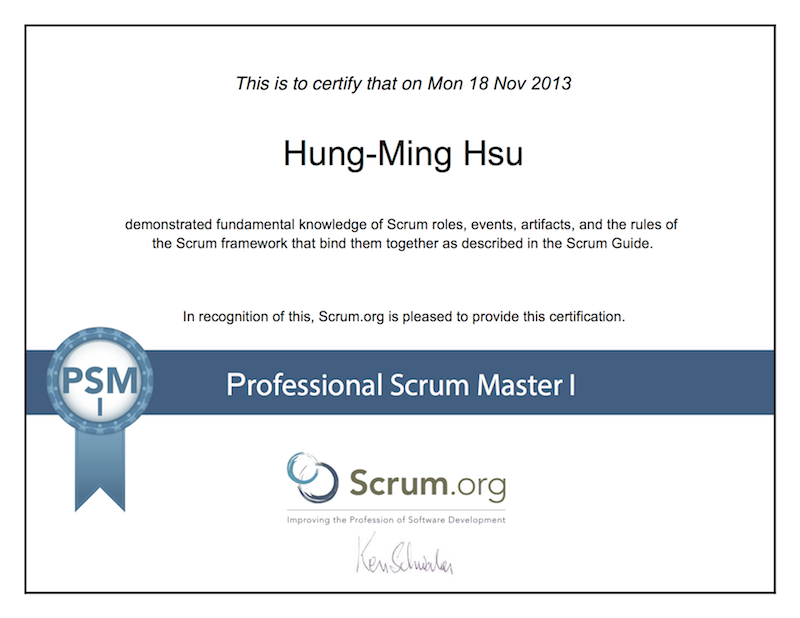 This is to certify that on Mon 18 Nov 2013
Hung-Ming Hsu
demonstrated fundamental knowledge of Scrum roles, events, artifacts, and the rules of
the Scrum framework that bind them together as described in the Scrum Guide.
In recognition of this, Scrum.org is pleased to provide this certification.
PSM
I
Professional Scrum Master I
Scrum.org
Improving the Profession of Software Development
Ken Schwaber